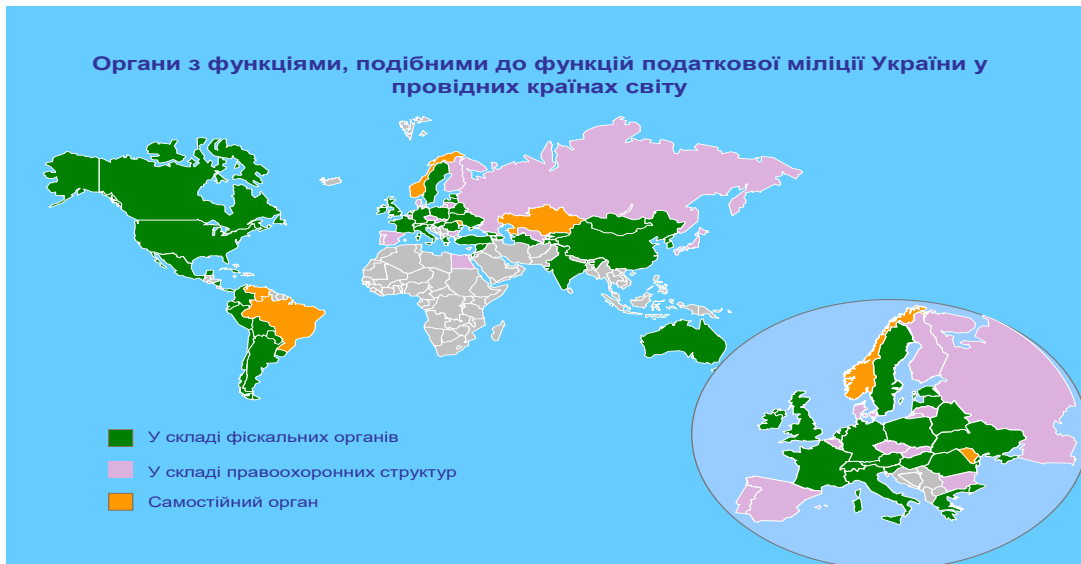 Органи з функціями, подібними до функцій податкової міліції України у
провідних країнах світу
У складі фіскальних органів
У складі правоохоронних структур
Самостійний орган